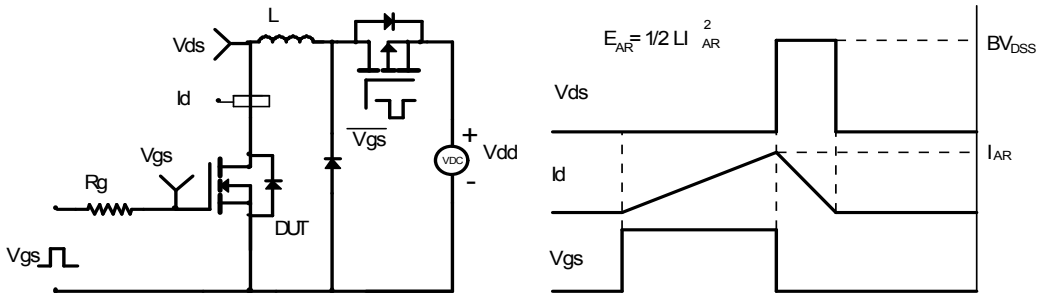 L
Vds
Id
Vgs
Rg
DUT
Vgs
Vgs
VDC
+
-
Vdd
E_AR= 1/2 LI_AR^2
Vds
BV_DSS
Id
I_AR
Vgs